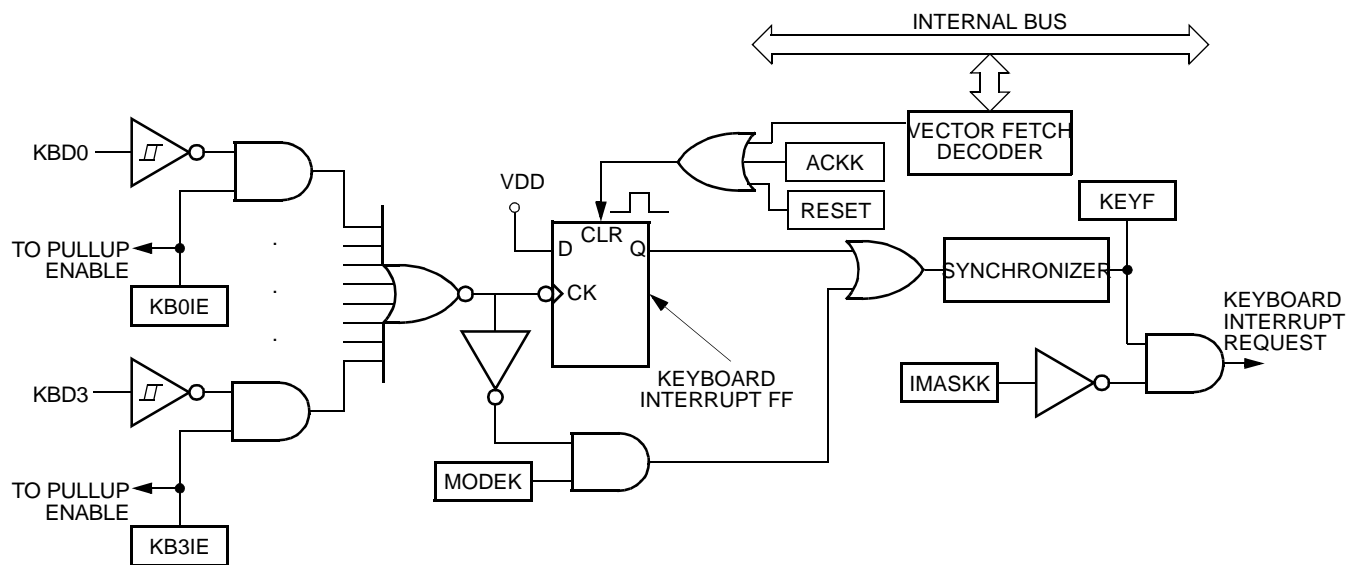 INTERNAL BUS
VECTOR FETCH
DECODER
ACKK
RESET
KBD0
TO PULLUP
ENABLE
KB0IE
VDD
D
CLR
Q
CK
KEYBOARD
INTERRUPT FF
SYNCHRONIZER
KEYF
KEYBOARD
INTERRUPT
REQUEST
IMASKK
KBD3
MODEK
TO PULLUP
ENABLE
KB3IE